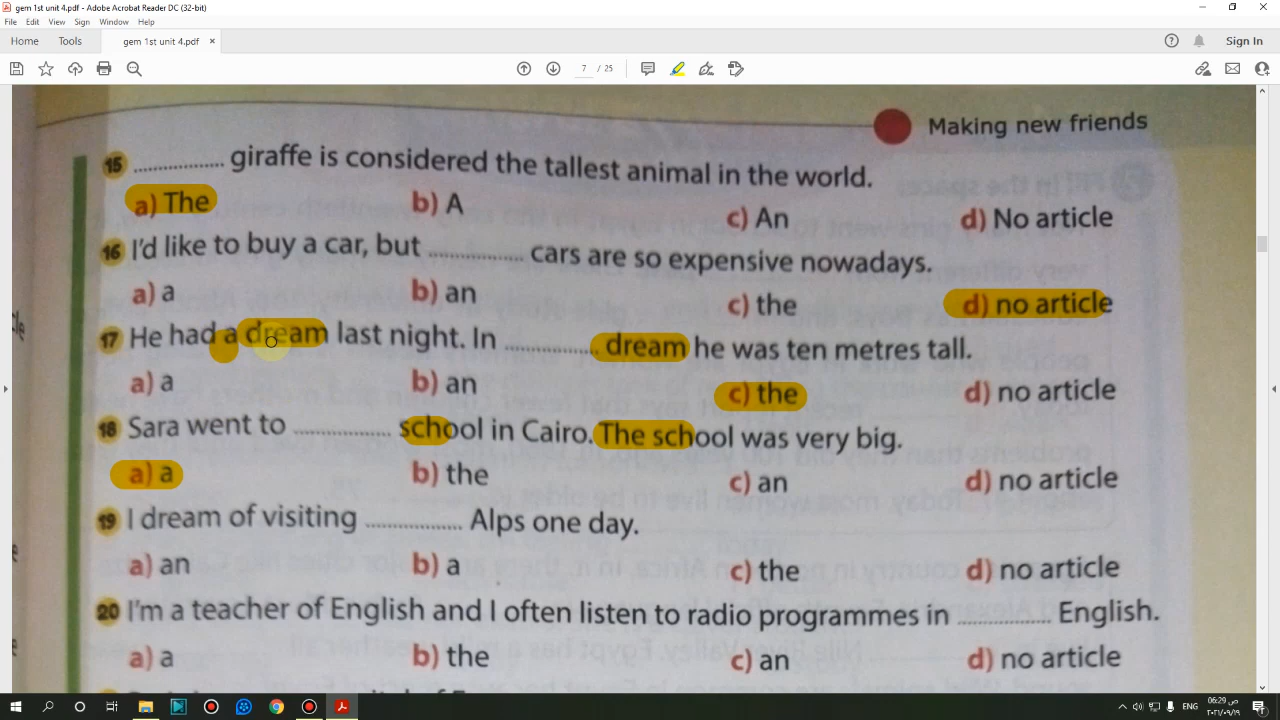 gem 1st unit 4.pdf - Adobe Acrobat Reader DC (32-bit)
File Edit View Sign Window Help
Home Tools gem 1st unit 4.pdf × Sign In
7 / 25
Making new friends
15 .............. giraffe is considered the tallest animal in the world.
a) The b) A c) An d) No article
16 I'd like to buy a car, but .............. cars are so expensive nowadays.
a) a b) an c) the d) no article
17 He had a dream last night. In .............. dream he was ten metres tall.
a) a b) an c) the d) no article
18 Sara went to .............. school in Cairo. The school was very big.
a) a b) the c) an d) no article
19 I dream of visiting .............. Alps one day.
a) an b) a c) the d) no article
20 I'm a teacher of English and I often listen to radio programmes in .............. English.
a) a b) the c) an d) no article
ENG 06:29 ص